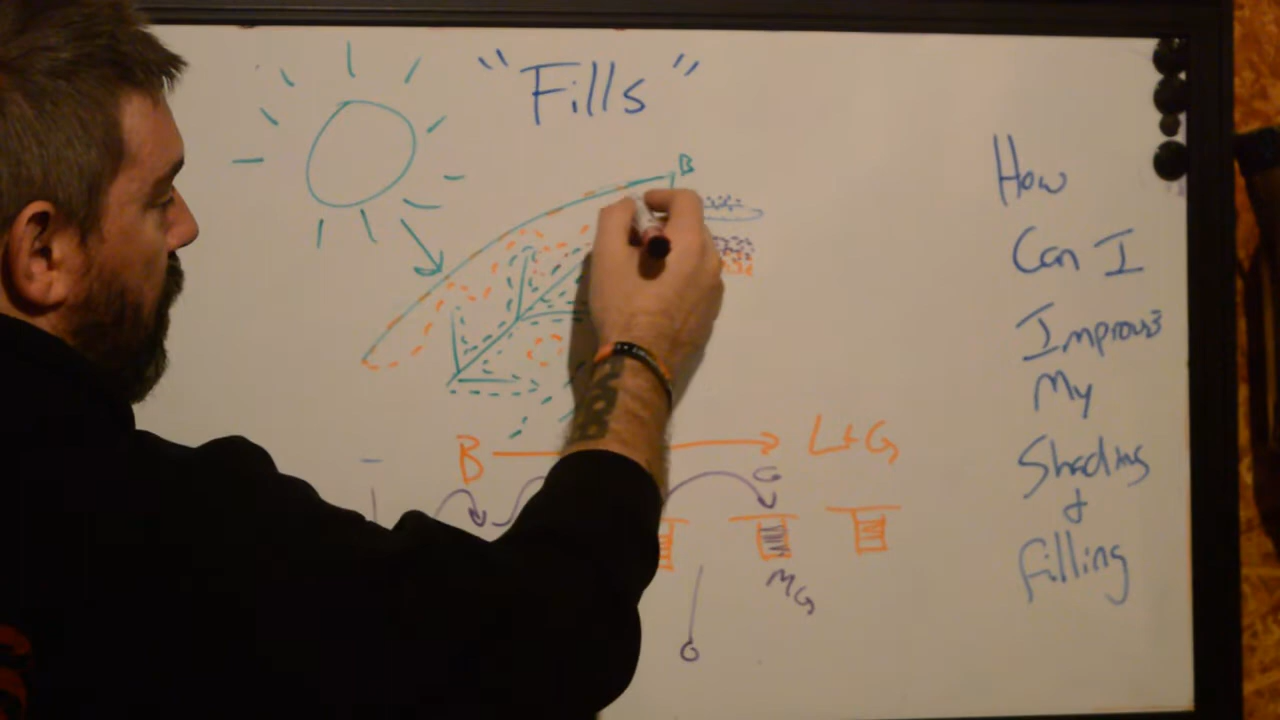 "Fills"
B
How
Can I
Improve
My
Shading
&
Filling
B
L+G
G
MG
O